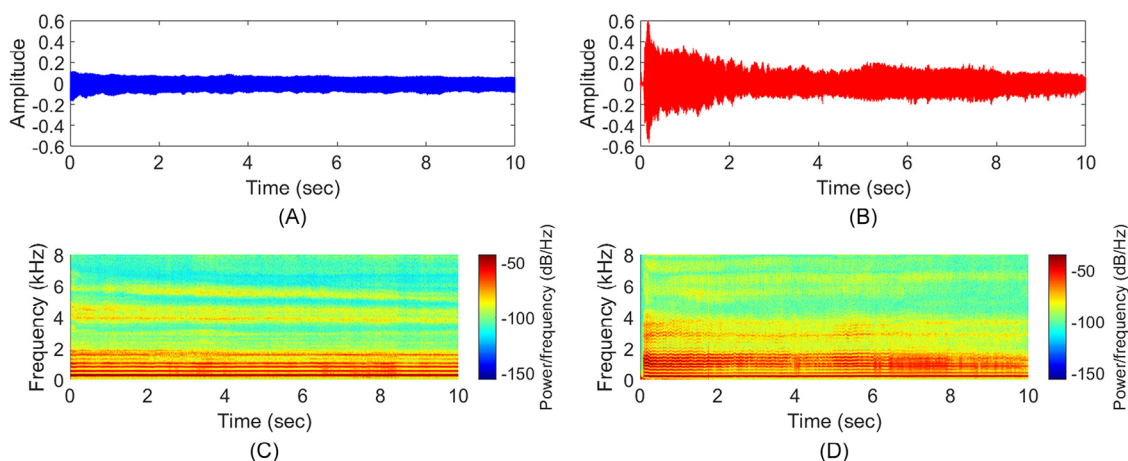 0.6
0.4
0.2
0
-0.2
-0.4
-0.6
Amplitude
0 2 4 6 8 10
Time (sec)
(A)
0.6
0.4
0.2
0
-0.2
-0.4
-0.6
Amplitude
0 2 4 6 8 10
Time (sec)
(B)
8
6
4
2
0
Frequency (kHz)
0 2 4 6 8 10
Time (sec)
(C)
-50
-100
-150
Power/frequency (dB/Hz)
8
6
4
2
0
Frequency (kHz)
0 2 4 6 8 10
Time (sec)
(D)
-50
-100
-150
Power/frequency (dB/Hz)